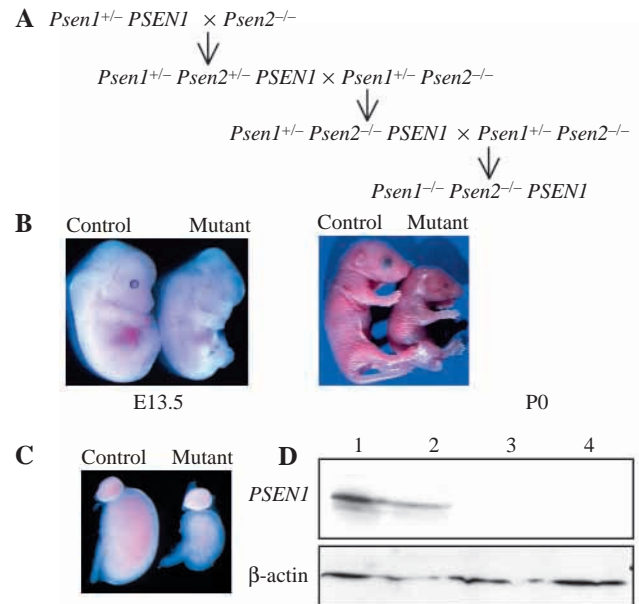 A Psen1+/– PSEN1 × Psen2–/–
Psen1+/– Psen2+/– PSEN1 × Psen1+/– Psen2–/–
Psen1+/– Psen2–/– PSEN1 × Psen1+/– Psen2–/–
Psen1–/– Psen2–/– PSEN1
B Control Mutant Control Mutant
E13.5 P0
C Control Mutant D 1 2 3 4
PSEN1
β-actin